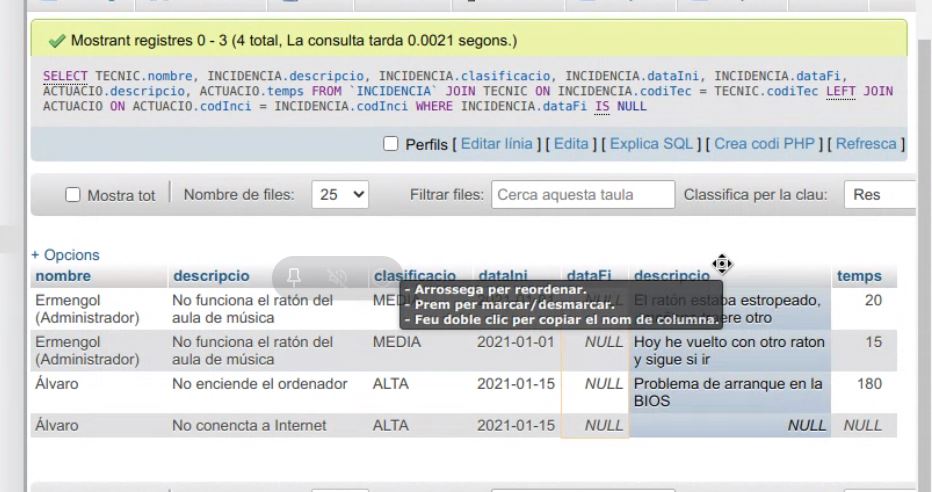 Mostrant registres 0 - 3 (4 total, La consulta tarda 0.0021 segons.)
SELECT TECNIC.nombre, INCIDENCIA.descripcio, INCIDENCIA.clasificacio, INCIDENCIA.dataIni, INCIDENCIA.dataFi,
ACTUACIO.descripcio, ACTUACIO.temps FROM `INCIDENCIA` JOIN TECNIC ON INCIDENCIA.codiTec = TECNIC.codiTec LEFT JOIN
ACTUACIO ON ACTUACIO.codInci = INCIDENCIA.codInci WHERE INCIDENCIA.dataFi IS NULL
Perfils [ Editar línia ] [ Edita ] [ Explica SQL ] [ Crea codi PHP ] [ Refresca ]
Mostra tot Nombre de files: 25 Filtrar files: Cerca aquesta taula Classifica per la clau: Res
+ Opcions
nombre descripcio clasificacio dataIni dataFi descripcio temps
- Arrossega per reordenar.
- Prem per marcar/desmarcar.
- Feu doble clic per copiar el nom de columna.
Ermengol No funciona el ratón del El ratón estaba estropeado, 20
(Administrador) aula de música otro
Ermengol No funciona el ratón del MEDIA 2021-01-01 NULL Hoy he vuelto con otro raton 15
(Administrador) aula de música y sigue si ir
Álvaro No enciende el ordenador ALTA 2021-01-15 NULL Problema de arranque en la 180
BIOS
Álvaro No conencta a Internet ALTA 2021-01-15 NULL NULL NULL